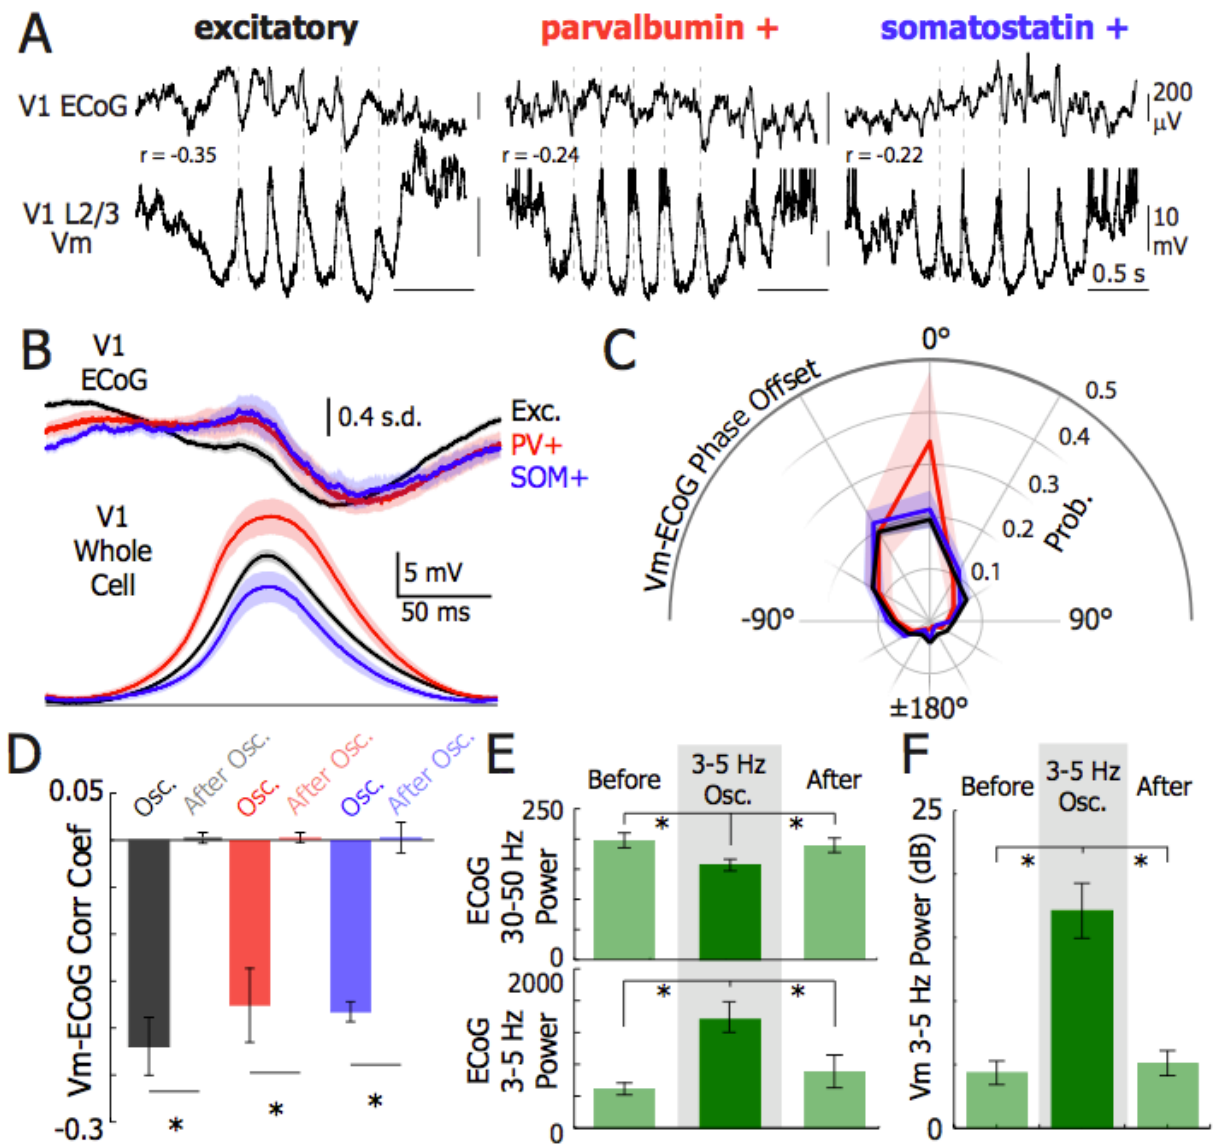 A
excitatory
parvalbumin +
somatostatin +
V1 ECoG
200
μV
r = -0.35
r = -0.24
r = -0.22
V1 L2/3
Vm
10
mV
0.5 s
B
V1
ECoG
0.4 s.d.
Exc.
PV+
SOM+
V1
Whole
Cell
5 mV
50 ms
C
0°
Vm-ECoG Phase Offset
0.5
0.4
0.3
0.2
0.1
Prob.
-90°
90°
±180°
D
Osc.
After Osc.
Osc.
After Osc.
Osc.
After Osc.
0.05
Vm-ECoG Corr Coef
-0.3
*
*
*
E
Before
3-5 Hz
Osc.
After
250
ECoG
30-50 Hz
Power
0
*
*
2000
ECoG
3-5 Hz
Power
0
*
*
F
Before
3-5 Hz
Osc.
After
25
Vm 3-5 Hz Power (dB)
0
*
*